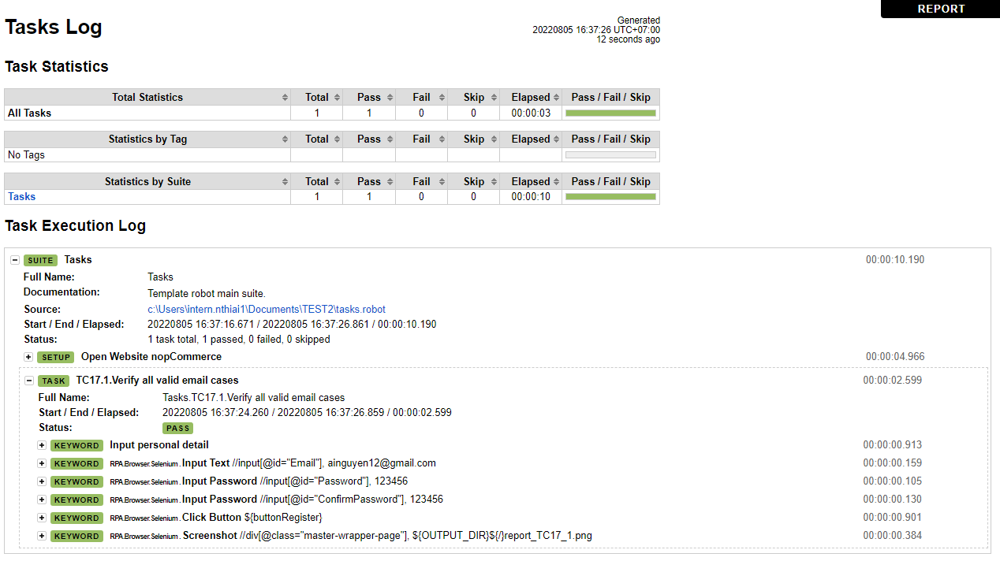 REPORT
Tasks Log
Generated
20220805 16:37:26 UTC+07:00
12 seconds ago
Task Statistics
Total Statistics Total Pass Fail Skip Elapsed Pass / Fail / Skip
All Tasks 1 1 0 0 00:00:03
Statistics by Tag Total Pass Fail Skip Elapsed Pass / Fail / Skip
No Tags
Statistics by Suite Total Pass Fail Skip Elapsed Pass / Fail / Skip
Tasks 1 1 0 0 00:00:10
Task Execution Log
SUITE Tasks 00:00:10.190
Full Name: Tasks
Documentation: Template robot main suite.
Source: c:\Users\intern.nthiai1\Documents\TEST2\tasks.robot
Start / End / Elapsed: 20220805 16:37:16.671 / 20220805 16:37:26.861 / 00:00:10.190
Status: 1 task total, 1 passed, 0 failed, 0 skipped
SETUP Open Website nopCommerce 00:00:04.966
TASK TC17.1.Verify all valid email cases 00:00:02.599
Full Name: Tasks.TC17.1.Verify all valid email cases
Start / End / Elapsed: 20220805 16:37:24.260 / 20220805 16:37:26.859 / 00:00:02.599
Status: PASS
KEYWORD Input personal detail 00:00:00.913
KEYWORD RPA.Browser.Selenium. Input Text //input[@id="Email"], ainguyen12@gmail.com 00:00:00.159
KEYWORD RPA.Browser.Selenium. Input Password //input[@id="Password"], 123456 00:00:00.105
KEYWORD RPA.Browser.Selenium. Input Password //input[@id="ConfirmPassword"], 123456 00:00:00.130
KEYWORD RPA.Browser.Selenium. Click Button ${buttonRegister} 00:00:00.901
KEYWORD RPA.Browser.Selenium. Screenshot //div[@class="master-wrapper-page"], ${OUTPUT_DIR}${/}report_TC17_1.png 00:00:00.384